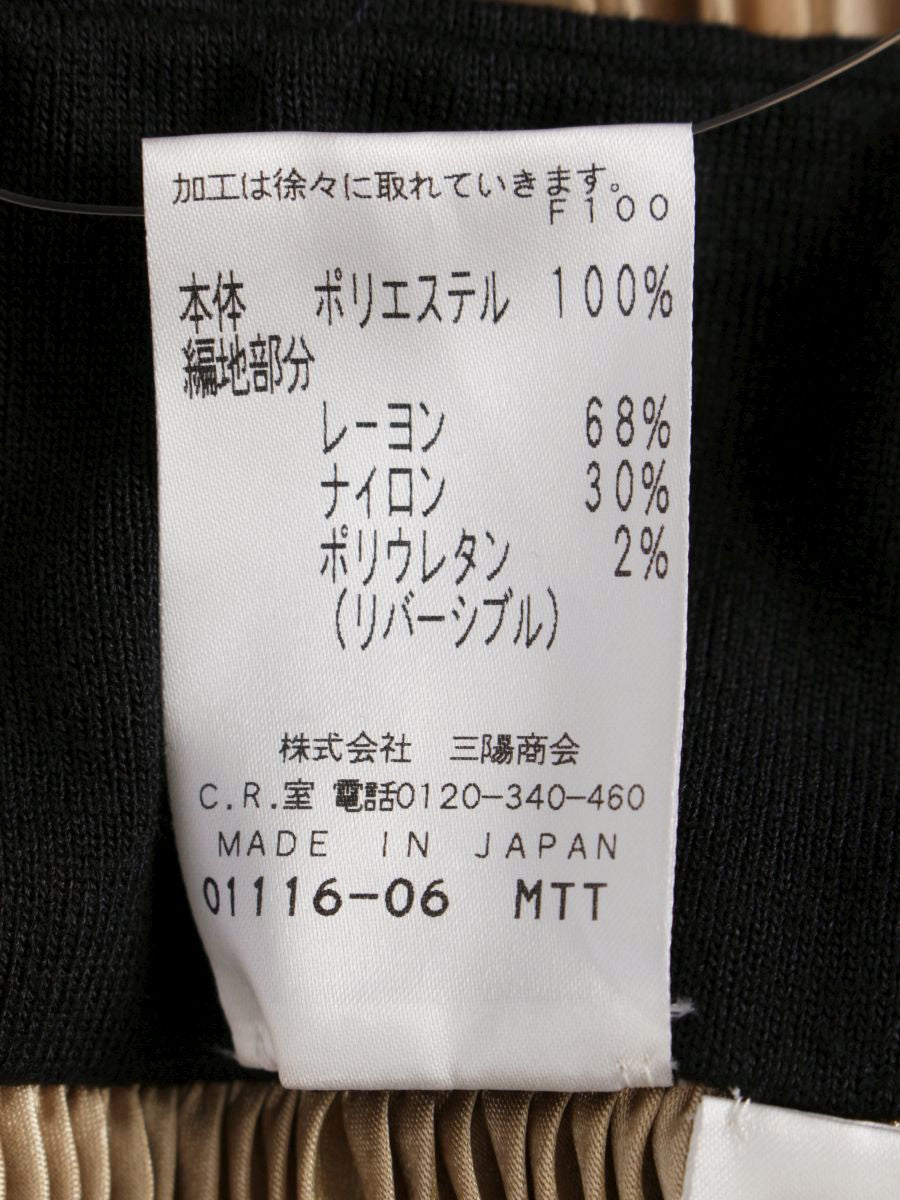 加工は徐々に取れていきます。
F100
本体 ポリエステル 100%
編地部分
レーヨン 68%
ナイロン 30%
ポリウレタン 2%
(リバーシブル)
株式会社 三陽商会
C.R.室 電話0120-340-460
MADE IN JAPAN
01116-06 MTT